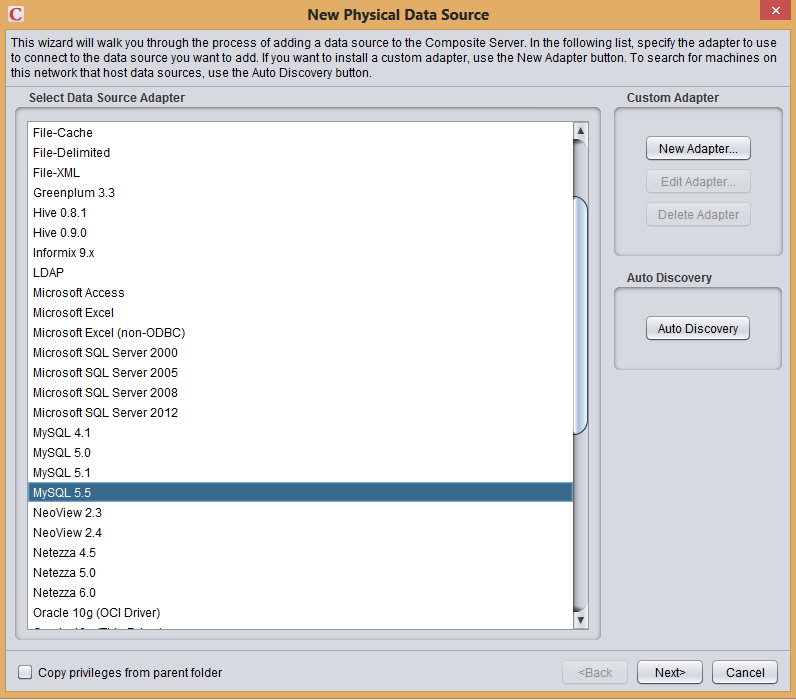 C New Physical Data Source
This wizard will walk you through the process of adding a data source to the Composite Server. In the following list, specify the adapter to use
to connect to the data source you want to add. If you want to install a custom adapter, use the New Adapter button. To search for machines on
this network that host data sources, use the Auto Discovery button.
Select Data Source Adapter
File-Cache
File-Delimited
File-XML
Greenplum 3.3
Hive 0.8.1
Hive 0.9.0
Informix 9.x
LDAP
Microsoft Access
Microsoft Excel
Microsoft Excel (non-ODBC)
Microsoft SQL Server 2000
Microsoft SQL Server 2005
Microsoft SQL Server 2008
Microsoft SQL Server 2012
MySQL 4.1
MySQL 5.0
MySQL 5.1
MySQL 5.5
NeoView 2.3
NeoView 2.4
Netezza 4.5
Netezza 5.0
Netezza 6.0
Oracle 10g (OCI Driver)
Custom Adapter
New Adapter...
Edit Adapter...
Delete Adapter
Auto Discovery
Auto Discovery
Copy privileges from parent folder
<Back
Next>
Cancel